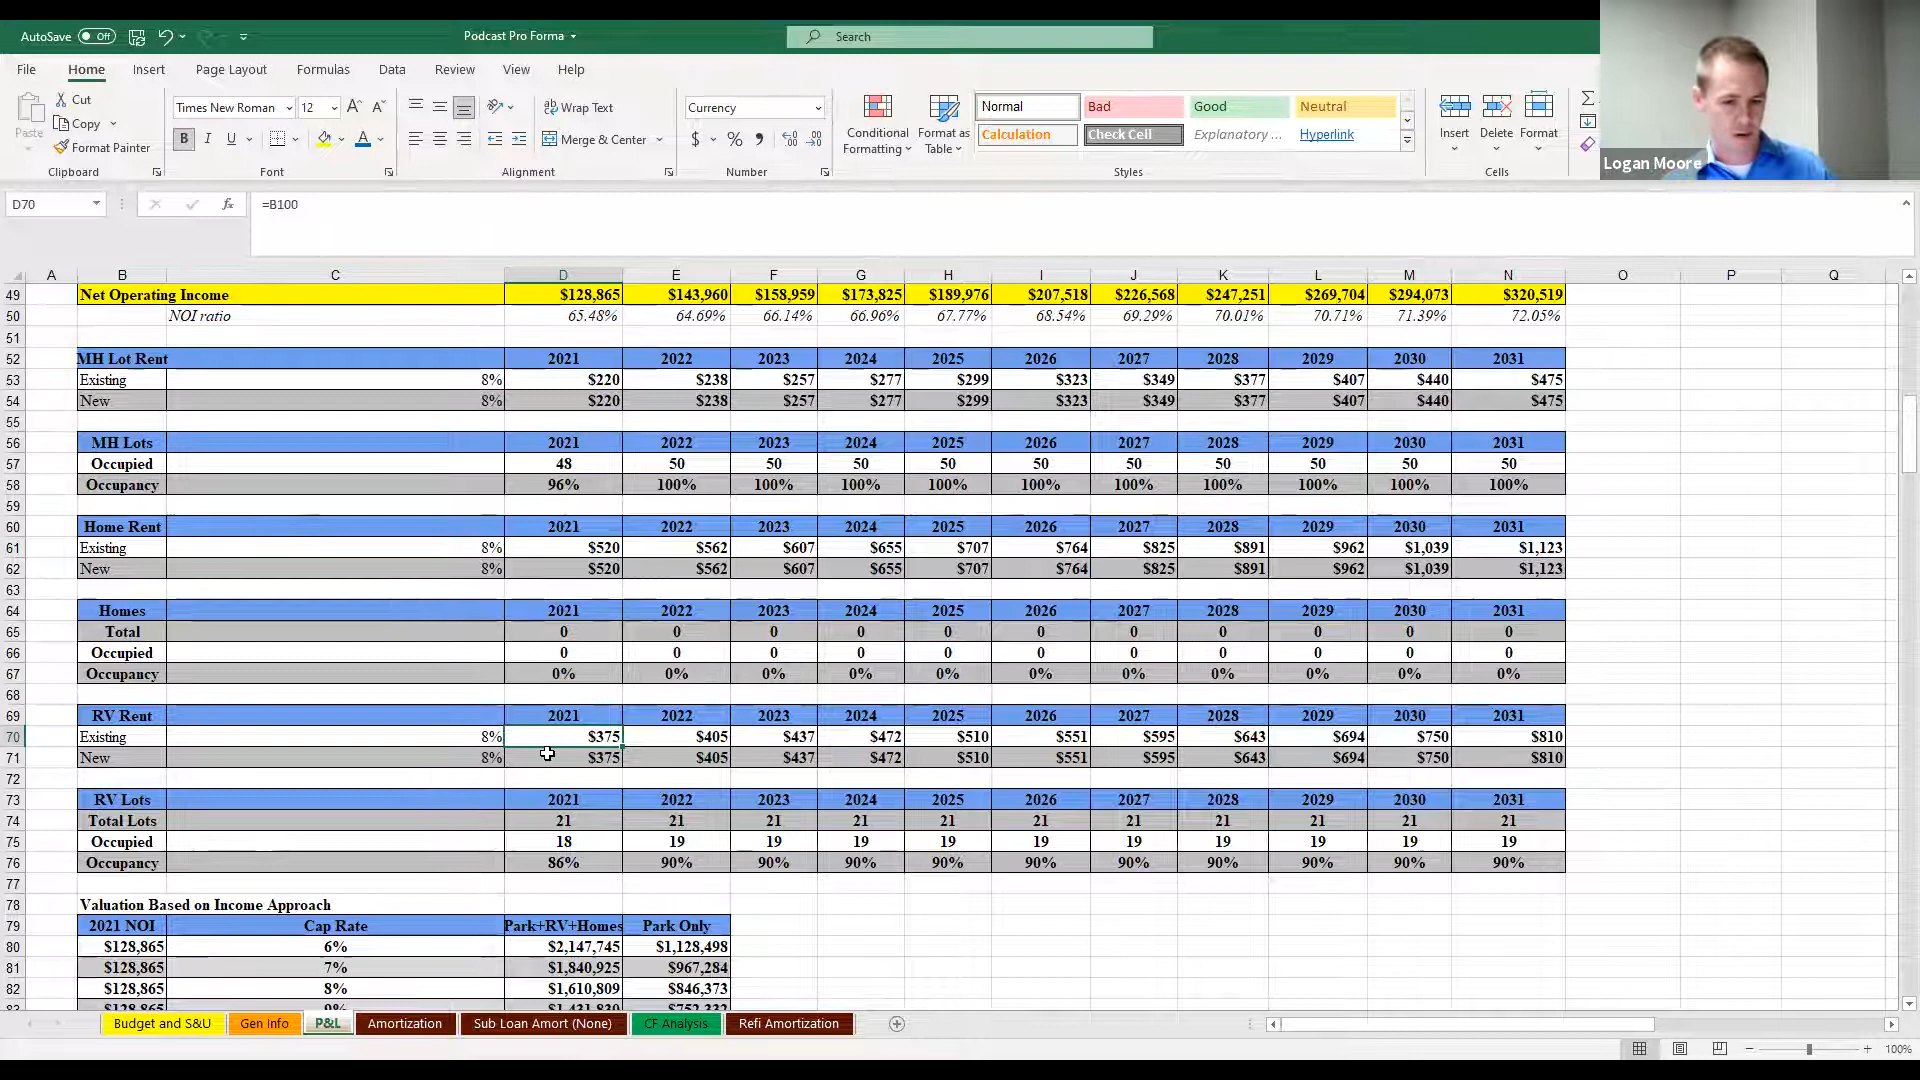 AutoSave Off Podcast Pro Forma Search
File Home Insert Page Layout Formulas Data Review View Help
Cut
Copy
Format Painter
Paste
Clipboard
Times New Roman 12
B I U
Font
Wrap Text
Merge & Center
Alignment
Currency
$ % ,
Number
Conditional Formatting
Format as Table
Normal Bad Good Neutral
Calculation Check Cell Explanatory ... Hyperlink
Styles
Insert Delete Format
Cells
Logan Moore
D70 fx =B100
A B C D E F G H I J K L M N O P Q
49 Net Operating Income $128,865 $143,960 $158,959 $173,825 $189,976 $207,518 $226,568 $247,251 $269,704 $294,073 $320,519
50 NOI ratio 65.48% 64.69% 66.14% 66.96% 67.77% 68.54% 69.29% 70.01% 70.71% 71.39% 72.05%
51
52 MH Lot Rent 2021 2022 2023 2024 2025 2026 2027 2028 2029 2030 2031
53 Existing 8% $220 $238 $257 $277 $299 $323 $349 $377 $407 $440 $475
54 New 8% $220 $238 $257 $277 $299 $323 $349 $377 $407 $440 $475
55
56 MH Lots 2021 2022 2023 2024 2025 2026 2027 2028 2029 2030 2031
57 Occupied 48 50 50 50 50 50 50 50 50 50 50
58 Occupancy 96% 100% 100% 100% 100% 100% 100% 100% 100% 100% 100%
59
60 Home Rent 2021 2022 2023 2024 2025 2026 2027 2028 2029 2030 2031
61 Existing 8% $520 $562 $607 $655 $707 $764 $825 $891 $962 $1,039 $1,123
62 New 8% $520 $562 $607 $655 $707 $764 $825 $891 $962 $1,039 $1,123
63
64 Homes 2021 2022 2023 2024 2025 2026 2027 2028 2029 2030 2031
65 Total 0 0 0 0 0 0 0 0 0 0 0
66 Occupied 0 0 0 0 0 0 0 0 0 0 0
67 Occupancy 0% 0% 0% 0% 0% 0% 0% 0% 0% 0% 0%
68
69 RV Rent 2021 2022 2023 2024 2025 2026 2027 2028 2029 2030 2031
70 Existing 8% $375 $405 $437 $472 $510 $551 $595 $643 $694 $750 $810
71 New 8% $375 $405 $437 $472 $510 $551 $595 $643 $694 $750 $810
72
73 RV Lots 2021 2022 2023 2024 2025 2026 2027 2028 2029 2030 2031
74 Total Lots 21 21 21 21 21 21 21 21 21 21 21
75 Occupied 18 19 19 19 19 19 19 19 19 19 19
76 Occupancy 86% 90% 90% 90% 90% 90% 90% 90% 90% 90% 90%
77
78 Valuation Based on Income Approach
79 2021 NOI Cap Rate Park+RV+Homes Park Only
80 $128,865 6% $2,147,745 $1,128,498
81 $128,865 7% $1,840,925 $967,284
82 $128,865 8% $1,610,809 $846,373
83 $128,865 9% $1,431,830 $752,332
Budget and S&U Gen Info P&L Amortization Sub Loan Amort (None) CF Analysis Refi Amortization
100%